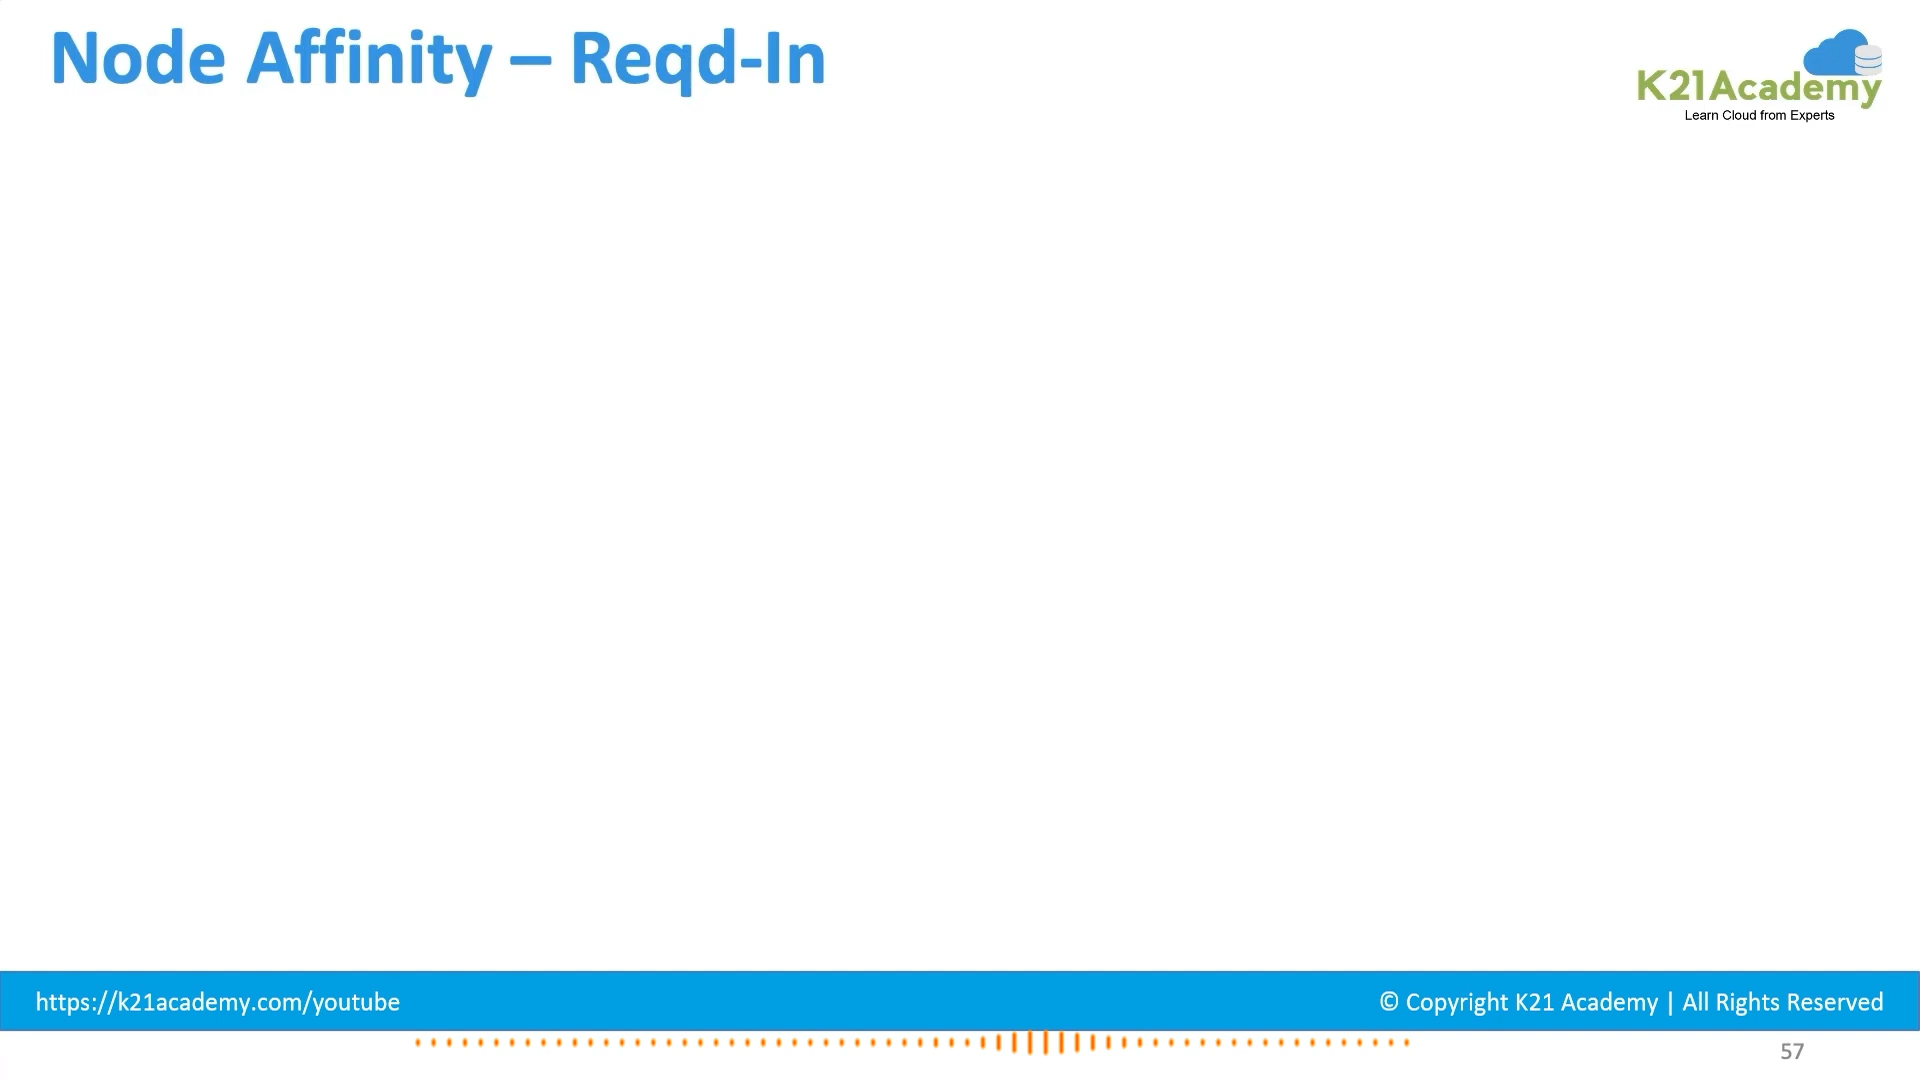 Node Affinity – Reqd-In
K21Academy
Learn Cloud from Experts
https://k21academy.com/youtube
© Copyright K21 Academy | All Rights Reserved
57